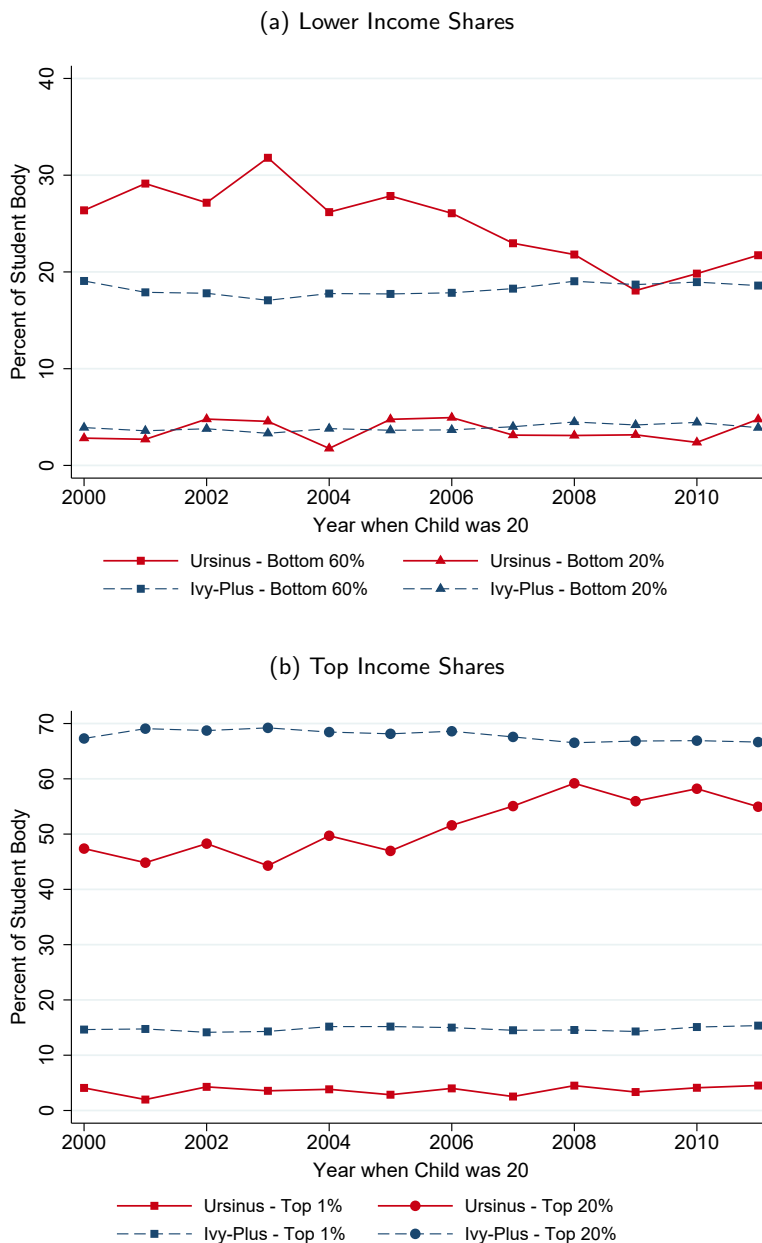 (a) Lower Income Shares
40
30
20
10
0
Percent of Student Body
2000 2002 2004 2006 2008 2010
Year when Child was 20
Ursinus - Bottom 60% Ursinus - Bottom 20%
Ivy-Plus - Bottom 60% Ivy-Plus - Bottom 20%
(b) Top Income Shares
70
60
50
40
30
20
10
0
Percent of Student Body
2000 2002 2004 2006 2008 2010
Year when Child was 20
Ursinus - Top 1% Ursinus - Top 20%
Ivy-Plus - Top 1% Ivy-Plus - Top 20%